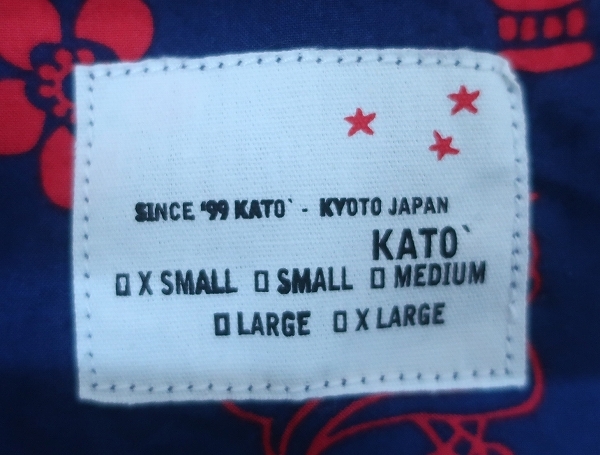 SINCE '99 KATO` - KYOTO JAPAN
KATO`
X SMALL SMALL MEDIUM
LARGE X LARGE